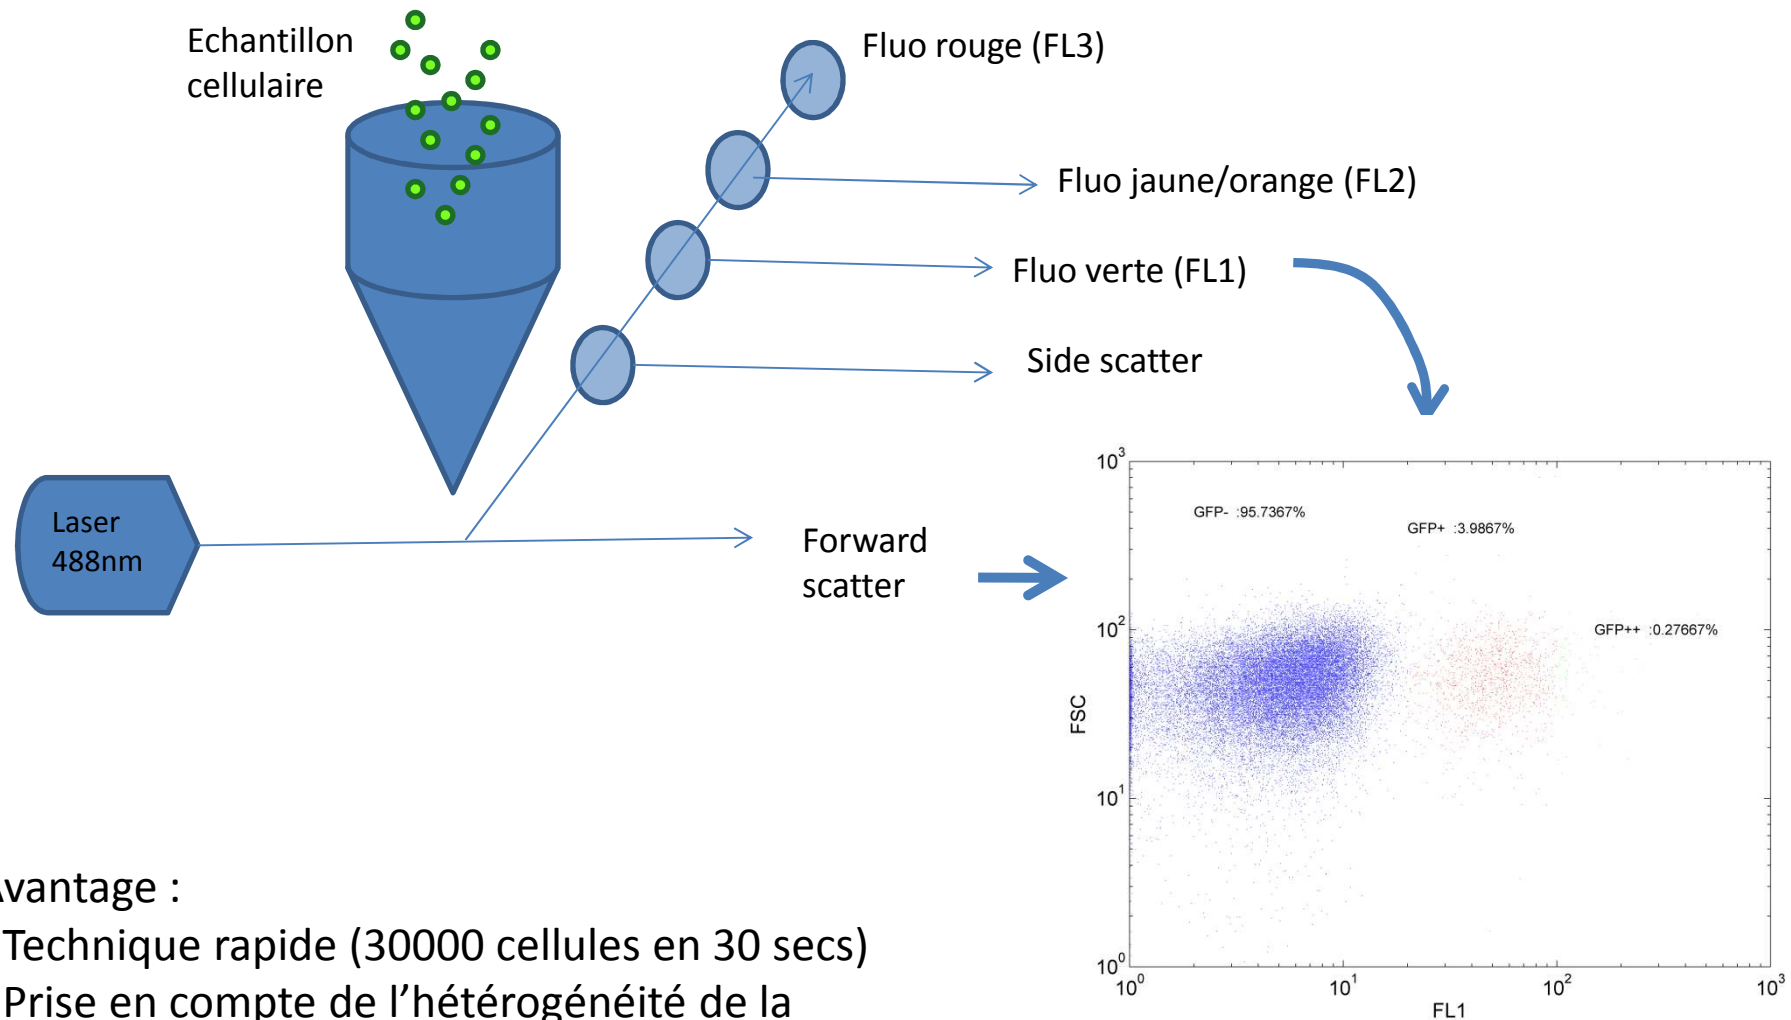 Echantillon
cellulaire
Fluo rouge (FL3)
Fluo jaune/orange (FL2)
Fluo verte (FL1)
Side scatter
Laser
488nm
Forward
scatter
10³
GFP- :95.7367%
GFP+ :3.9867%
10²
GFP++ :0.27667%
FSC
10¹
10⁰
10⁰ 10¹ 10² 10³
FL1
Avantage :
Technique rapide (30000 cellules en 30 secs)
Prise en compte de l’hétérogénéité de la